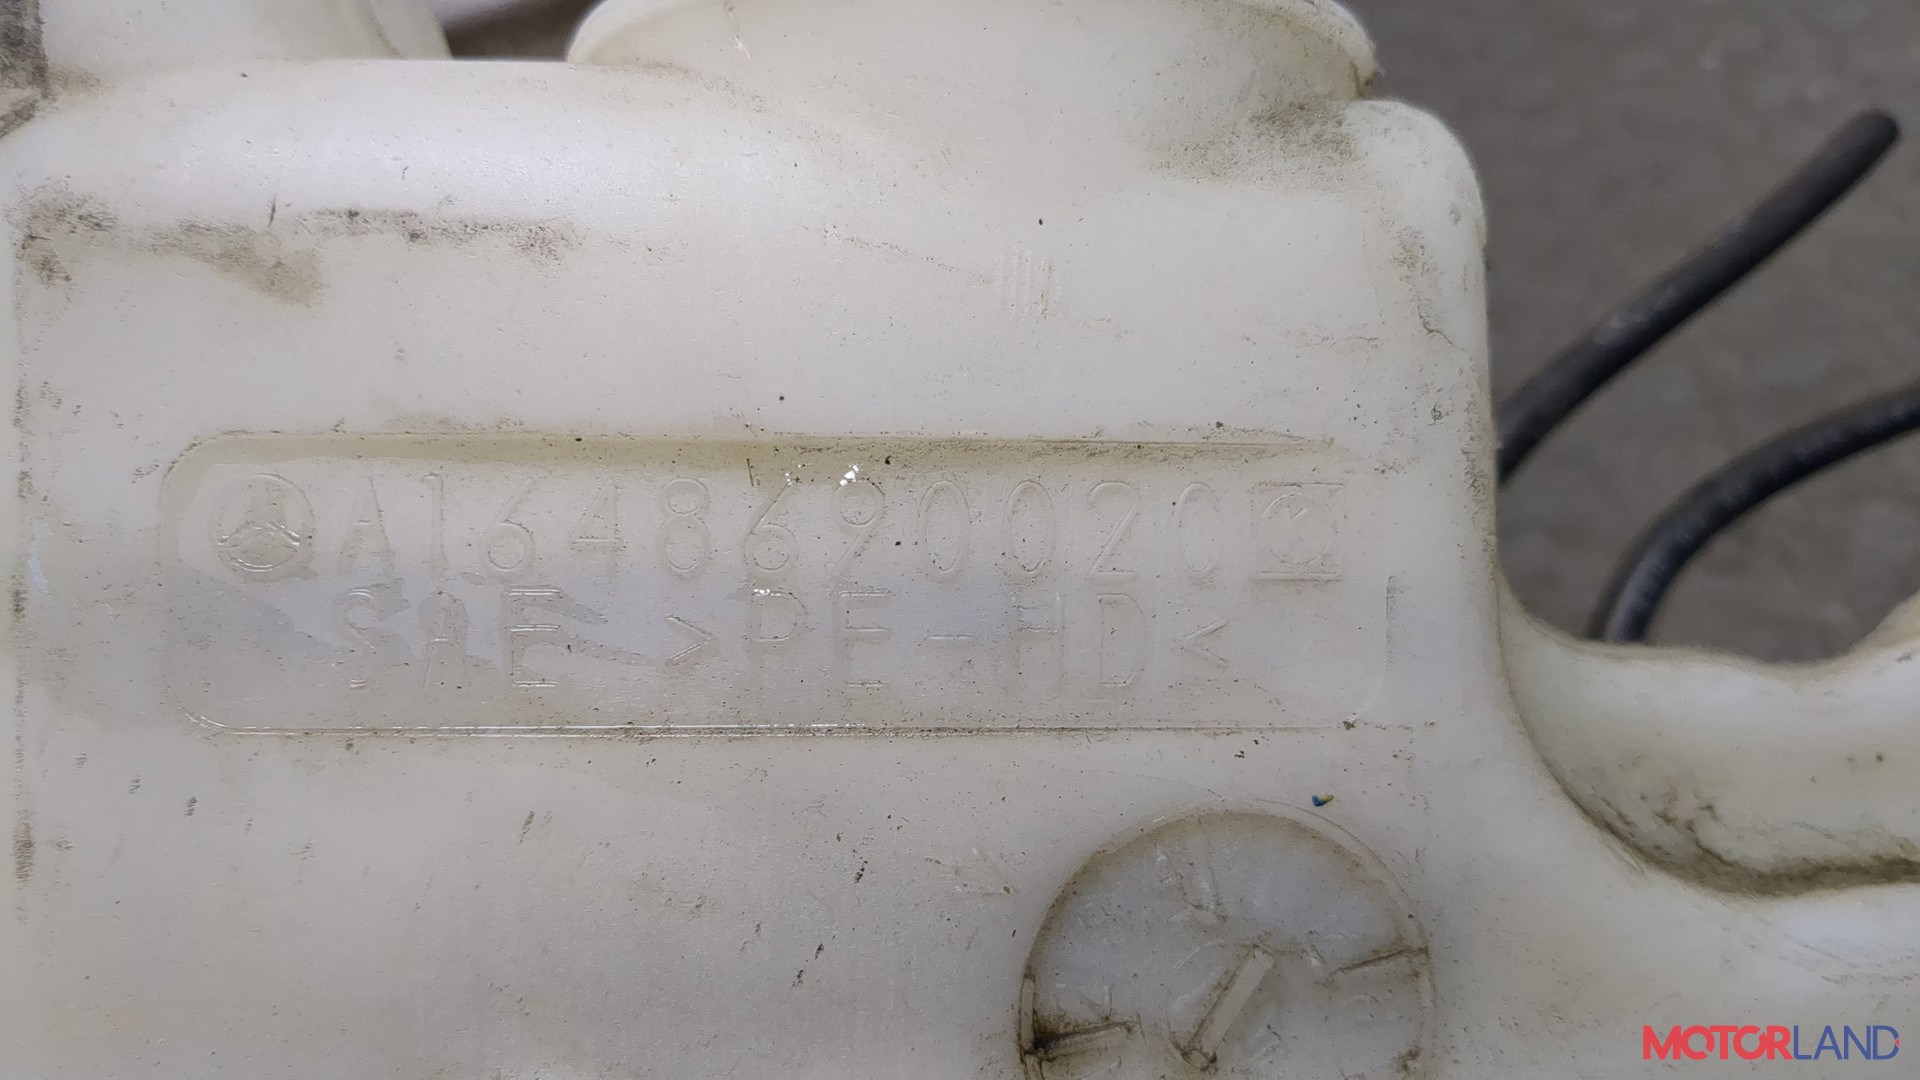 A1648690020
SAE >PE-HD<
MOTORLAND